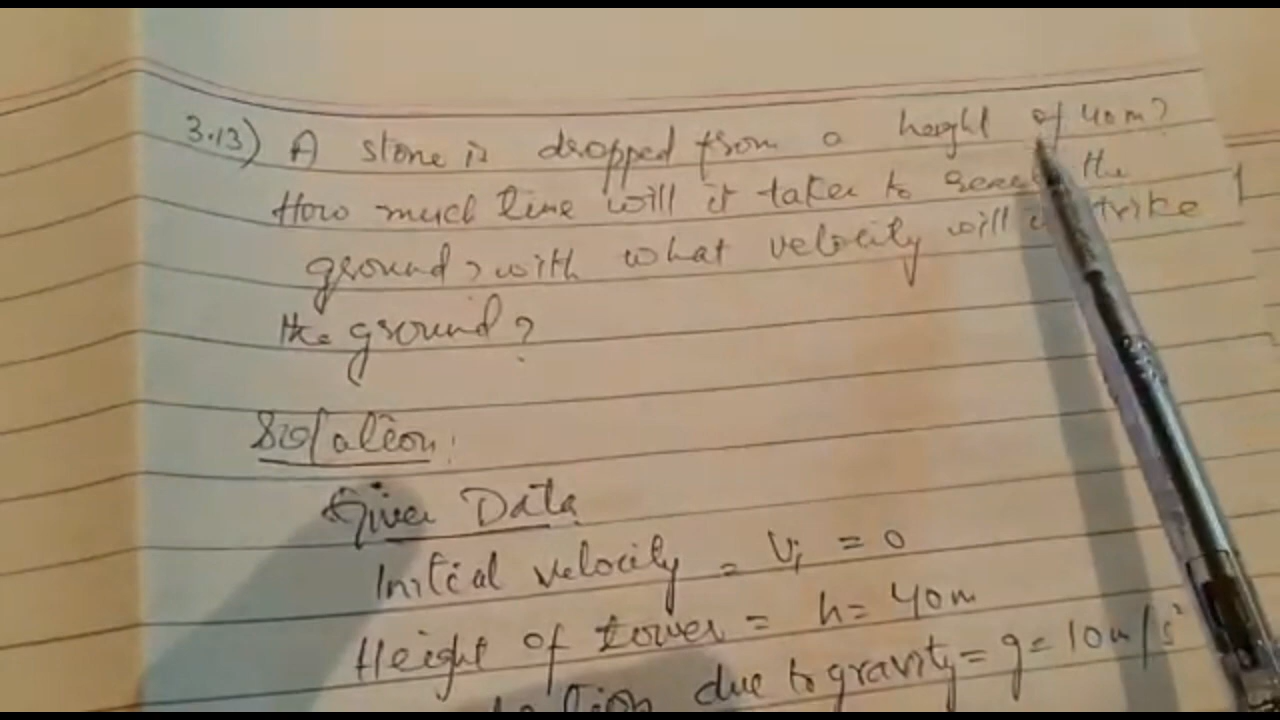 3.13) A stone is dropped from a height of 40m?
How much time will it taken to reach the
ground, with what velocity will strike
the ground?
Solution:
Given Data
Initial velocity = Vi = 0
Height of tower = h = 40m
due to gravity = g = 10m/s²